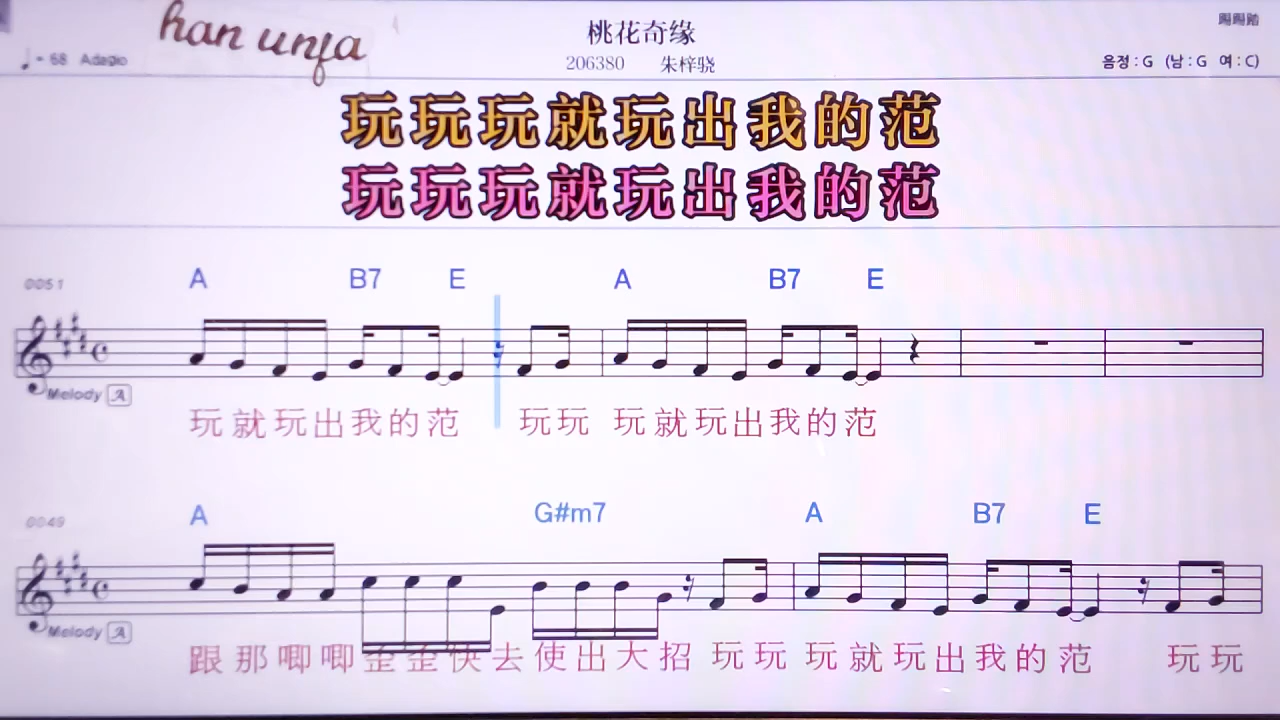 han unfa
桃花奇缘
♩= 68 Adagio
206380 朱梓骁
음정 : G (남 : G 여 : C)
玩玩玩就玩出我的范
玩玩玩就玩出我的范
0051 A B7 E A B7 E
Melody A
玩就玩出我的范 玩玩 玩就玩出我的范
0049 A G#m7 A B7 E
Melody A
跟那唧唧歪歪快去使出大招 玩玩 玩就玩出我的范 玩玩